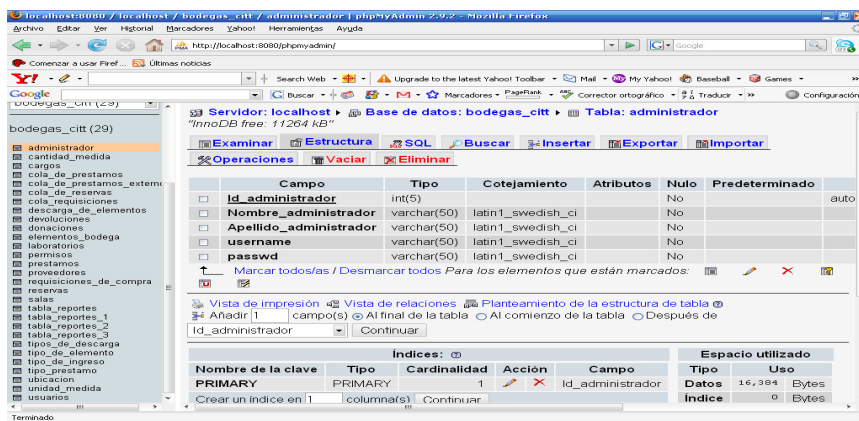 localhost:8080 / localhost / bodegas_citt / administrador | phpMyAdmin 2.9.2 - Mozilla Firefox
Archivo Editar Ver Historial Marcadores Yahoo! Herramientas Ayuda
http://localhost:8080/phpmyadmin/ Google
Comenzar a usar Firef... Últimas noticias
Y! Search Web Upgrade to the latest Yahoo! Toolbar Mail My Yahoo! Baseball Games »
Google Buscar Marcadores PageRank Corrector ortográfico Traducir » Configuración
bodegas_citt (29)
bodegas_citt (29)
administrador
cantidad_medida
cargos
cola_de_prestamos
cola_de_prestamos_externo
cola_de_reservas
cola_requisiciones
descarga_de_elementos
devoluciones
donaciones
elementos_bodega
laboratorios
permisos
prestamos
proveedores
requisiciones_de_compra
reservas
salas
tabla_reportes
tabla_reportes_1
tabla_reportes_2
tabla_reportes_3
tipos_de_descarga
tipo_de_elemento
tipo_de_ingreso
tipo_prestamo
ubicacion
unidad_medida
usuarios
Servidor: localhost ▸ Base de datos: bodegas_citt ▸ Tabla: administrador
"InnoDB free: 11264 kB"
Examinar Estructura SQL Buscar Insertar Exportar Importar
Operaciones Vaciar Eliminar
Campo Tipo Cotejamiento Atributos Nulo Predeterminado
Id_administrador int(5) No auto
Nombre_administrador varchar(50) latin1_swedish_ci No
Apellido_administrador varchar(50) latin1_swedish_ci No
username varchar(50) latin1_swedish_ci No
passwd varchar(50) latin1_swedish_ci No
Marcar todos/as / Desmarcar todos Para los elementos que están marcados:
Vista de impresión Vista de relaciones Planteamiento de la estructura de tabla
Añadir 1 campo(s) Al final de la tabla Al comienzo de la tabla Después de
Id_administrador Continuar
Índices: Espacio utilizado
Nombre de la clave Tipo Cardinalidad Acción Campo Tipo Uso
PRIMARY PRIMARY 1 Id_administrador Datos 16,384 Bytes
Crear un índice en 1 columna(s) Continuar Índice 0 Bytes
Terminado